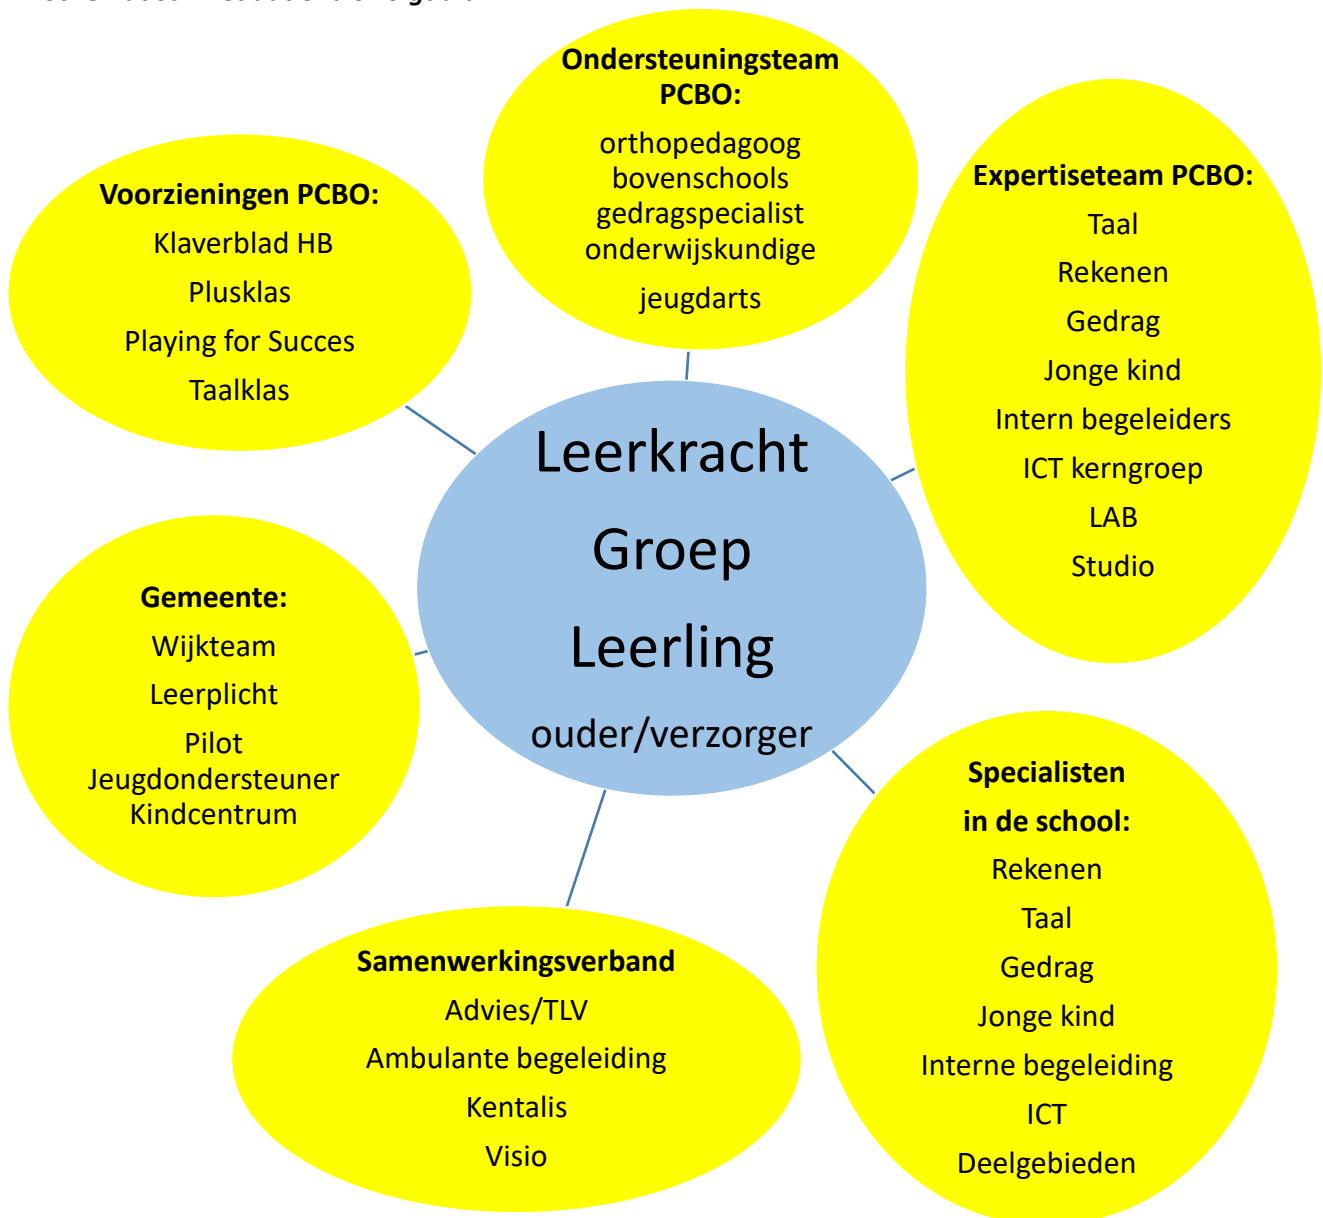 Ondersteuningsteam
PCBO:
orthopedagoog
bovenschools
gedragspecialist
onderwijskundige
jeugdarts
Expertiseteam PCBO:
Taal
Rekenen
Gedrag
Jonge kind
Intern begeleiders
ICT kerngroep
LAB
Studio
Voorzieningen PCBO:
Klaverblad HB
Plusklas
Playing for Succes
Taalklas
Leerkracht
Groep
Leerling
ouder/verzorger
Gemeente:
Wijkteam
Leerplicht
Pilot
Jeugdondersteuner
Kindcentrum
Specialisten
in de school:
Rekenen
Taal
Gedrag
Jonge kind
Interne begeleiding
ICT
Deelgebieden
Samenwerkingsverband
Advies/TLV
Ambulante begeleiding
Kentalis
Visio